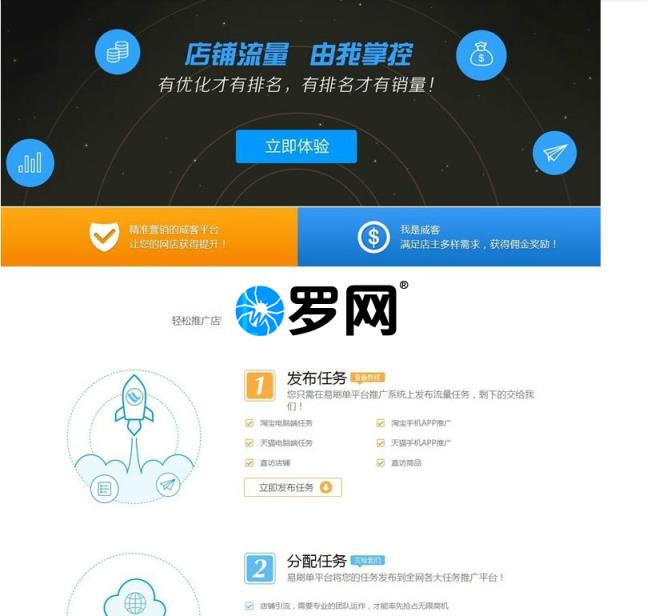 店铺流量 由我掌控
有优化才有排名，有排名才有销量！
立即体验
精准营销的威客平台
让您的网店获得提升！
我是威客
满足店主多样需求，获得佣金奖励！
轻松推广店
罗网®
1 发布任务
您只需在易刷单平台推广系统上发布流量任务，剩下的交给我
们！
淘宝电脑端任务 淘宝手机APP推广
天猫电脑端任务 天猫手机APP推广
直访店铺 直访商品
立即发布任务
2 分配任务 交给我们
易刷单平台将您的任务发布到全网各大任务推广平台！
店铺引流，需要专业的团队运作，才能率先抢占无限商机